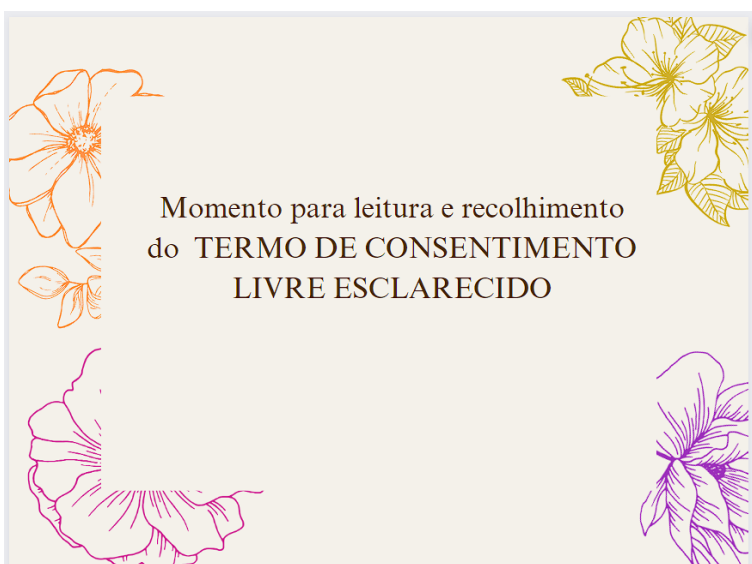 Momento para leitura e recolhimento
do TERMO DE CONSENTIMENTO
LIVRE ESCLARECIDO